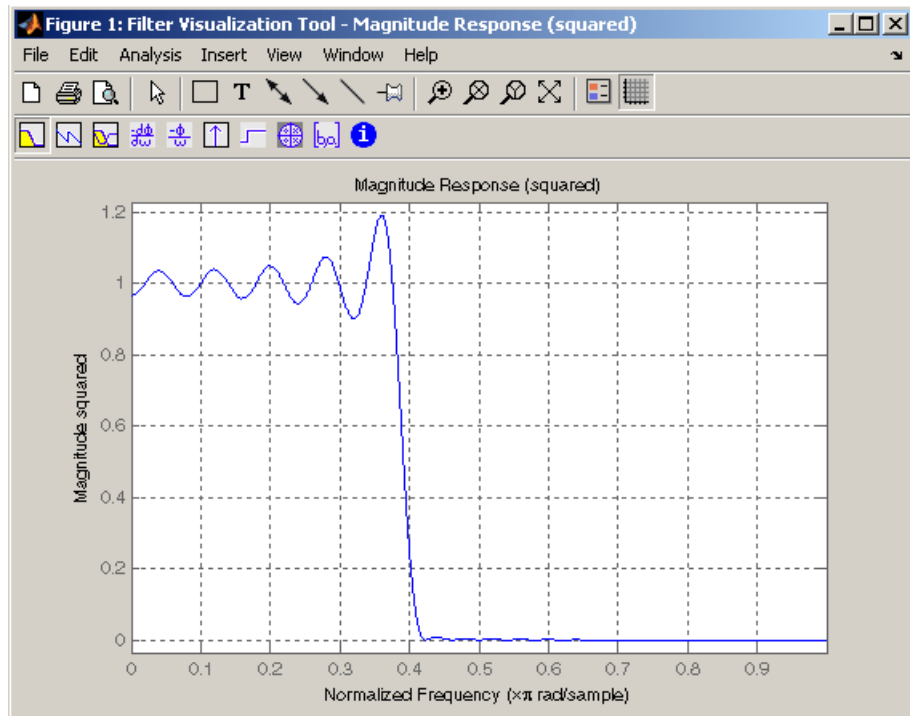 Figure 1: Filter Visualization Tool - Magnitude Response (squared)
File Edit Analysis Insert View Window Help
T
-dφ
dω
-φ
ω
[b,a]
i
Magnitude Response (squared)
1.2
1
0.8
0.6
0.4
0.2
0
Magnitude squared
0 0.1 0.2 0.3 0.4 0.5 0.6 0.7 0.8 0.9
Normalized Frequency (×π rad/sample)